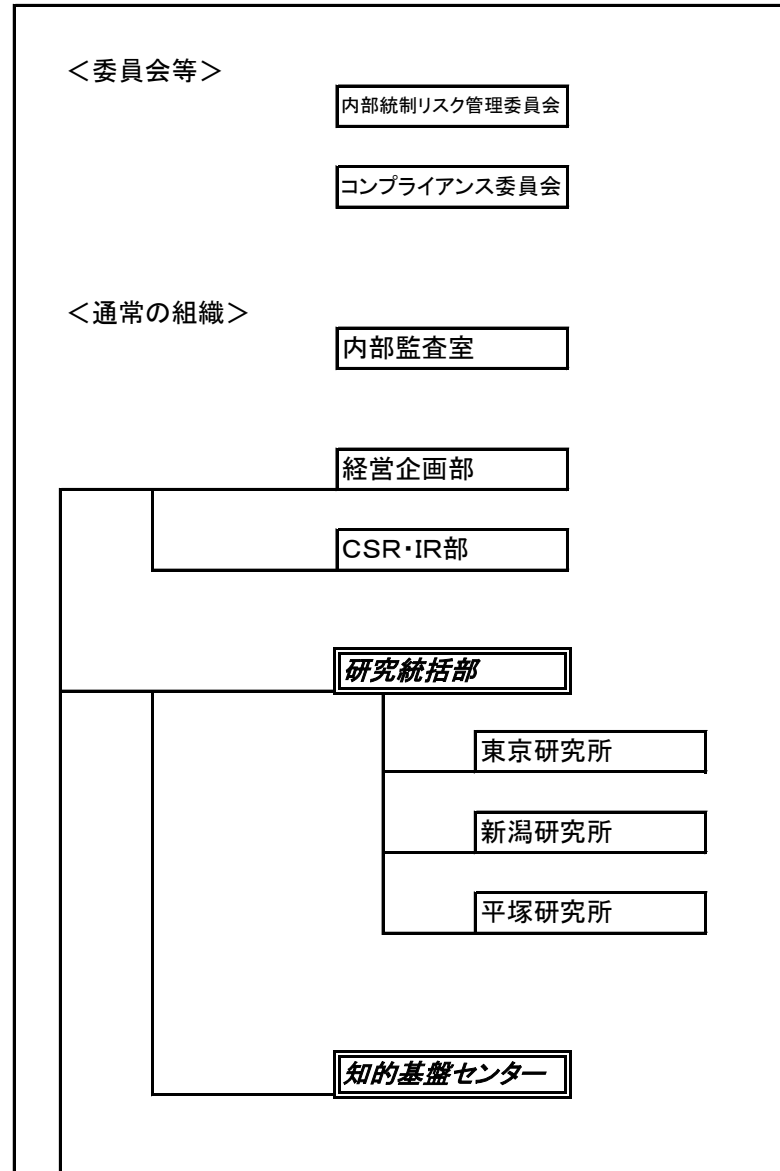 ＜委員会等＞
内部統制リスク管理委員会
コンプライアンス委員会
＜通常の組織＞
内部監査室
経営企画部
CSR・IR部
研究統括部
東京研究所
新潟研究所
平塚研究所
知的基盤センター